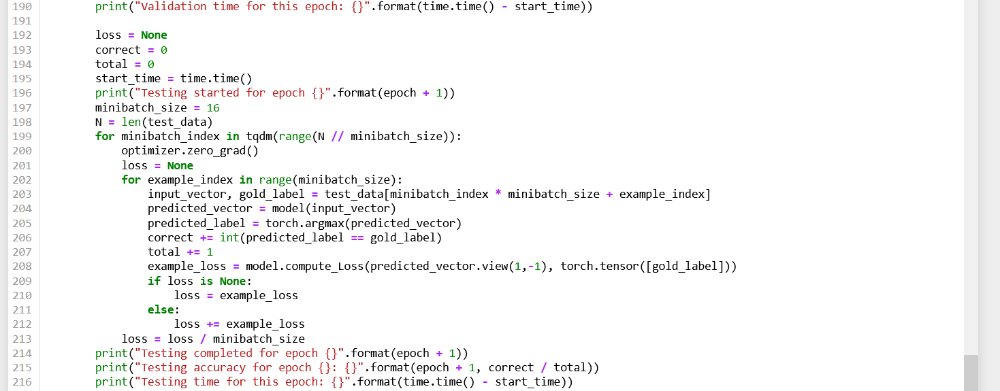 190 print("Validation time for this epoch: {}".format(time.time() - start_time))
191
192 loss = None
193 correct = 0
194 total = 0
195 start_time = time.time()
196 print("Testing started for epoch {}".format(epoch + 1))
197 minibatch_size = 16
198 N = len(test_data)
199 for minibatch_index in tqdm(range(N // minibatch_size)):
200 optimizer.zero_grad()
201 loss = None
202 for example_index in range(minibatch_size):
203 input_vector, gold_label = test_data[minibatch_index * minibatch_size + example_index]
204 predicted_vector = model(input_vector)
205 predicted_label = torch.argmax(predicted_vector)
206 correct += int(predicted_label == gold_label)
207 total += 1
208 example_loss = model.compute_Loss(predicted_vector.view(1,-1), torch.tensor([gold_label]))
209 if loss is None:
210 loss = example_loss
211 else:
212 loss += example_loss
213 loss = loss / minibatch_size
214 print("Testing completed for epoch {}".format(epoch + 1))
215 print("Testing accuracy for epoch {}: {}".format(epoch + 1, correct / total))
216 print("Testing time for this epoch: {}".format(time.time() - start_time))